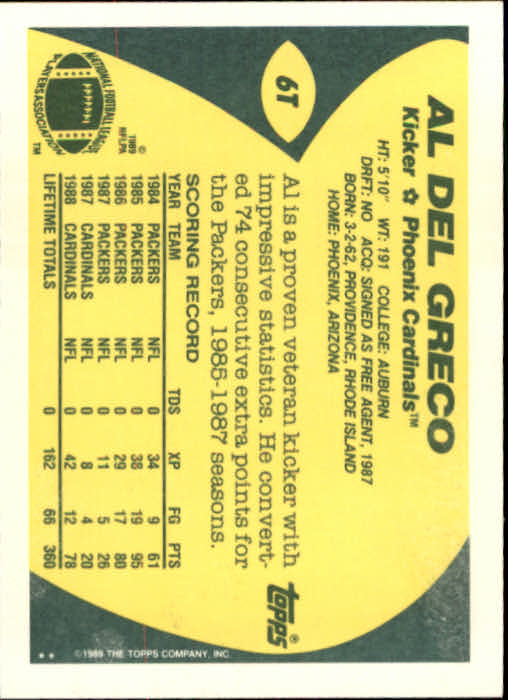 6T
AL DEL GRECO
Kicker ✿ Phoenix Cardinals™
HT: 5'10" WT: 191 COLLEGE: AUBURN
DRFT: NO ACQ: SIGNED AS FREE AGENT, 1987
BORN: 3-2-62, PROVIDENCE, RHODE ISLAND
HOME: PHOENIX, ARIZONA
Al is a proven veteran kicker with
impressive statistics. He convert-
ed 74 consecutive extra points for
the Packers, 1985-1987 seasons.
SCORING RECORD
YEAR TEAM TDS XP FG PTS
1984 PACKERS NFL 0 34 9 61
1985 PACKERS NFL 0 38 19 95
1986 PACKERS NFL 0 29 17 80
1987 PACKERS NFL 0 11 5 26
1987 CARDINALS NFL 0 8 4 20
1988 CARDINALS NFL 0 42 12 78
LIFETIME TOTALS 0 162 66 360
NATIONAL FOOTBALL LEAGUE
PLAYERS ASSOCIATION
™
©
1989
NFLPA
TOPPS®
** ©1989 THE TOPPS COMPANY, INC.